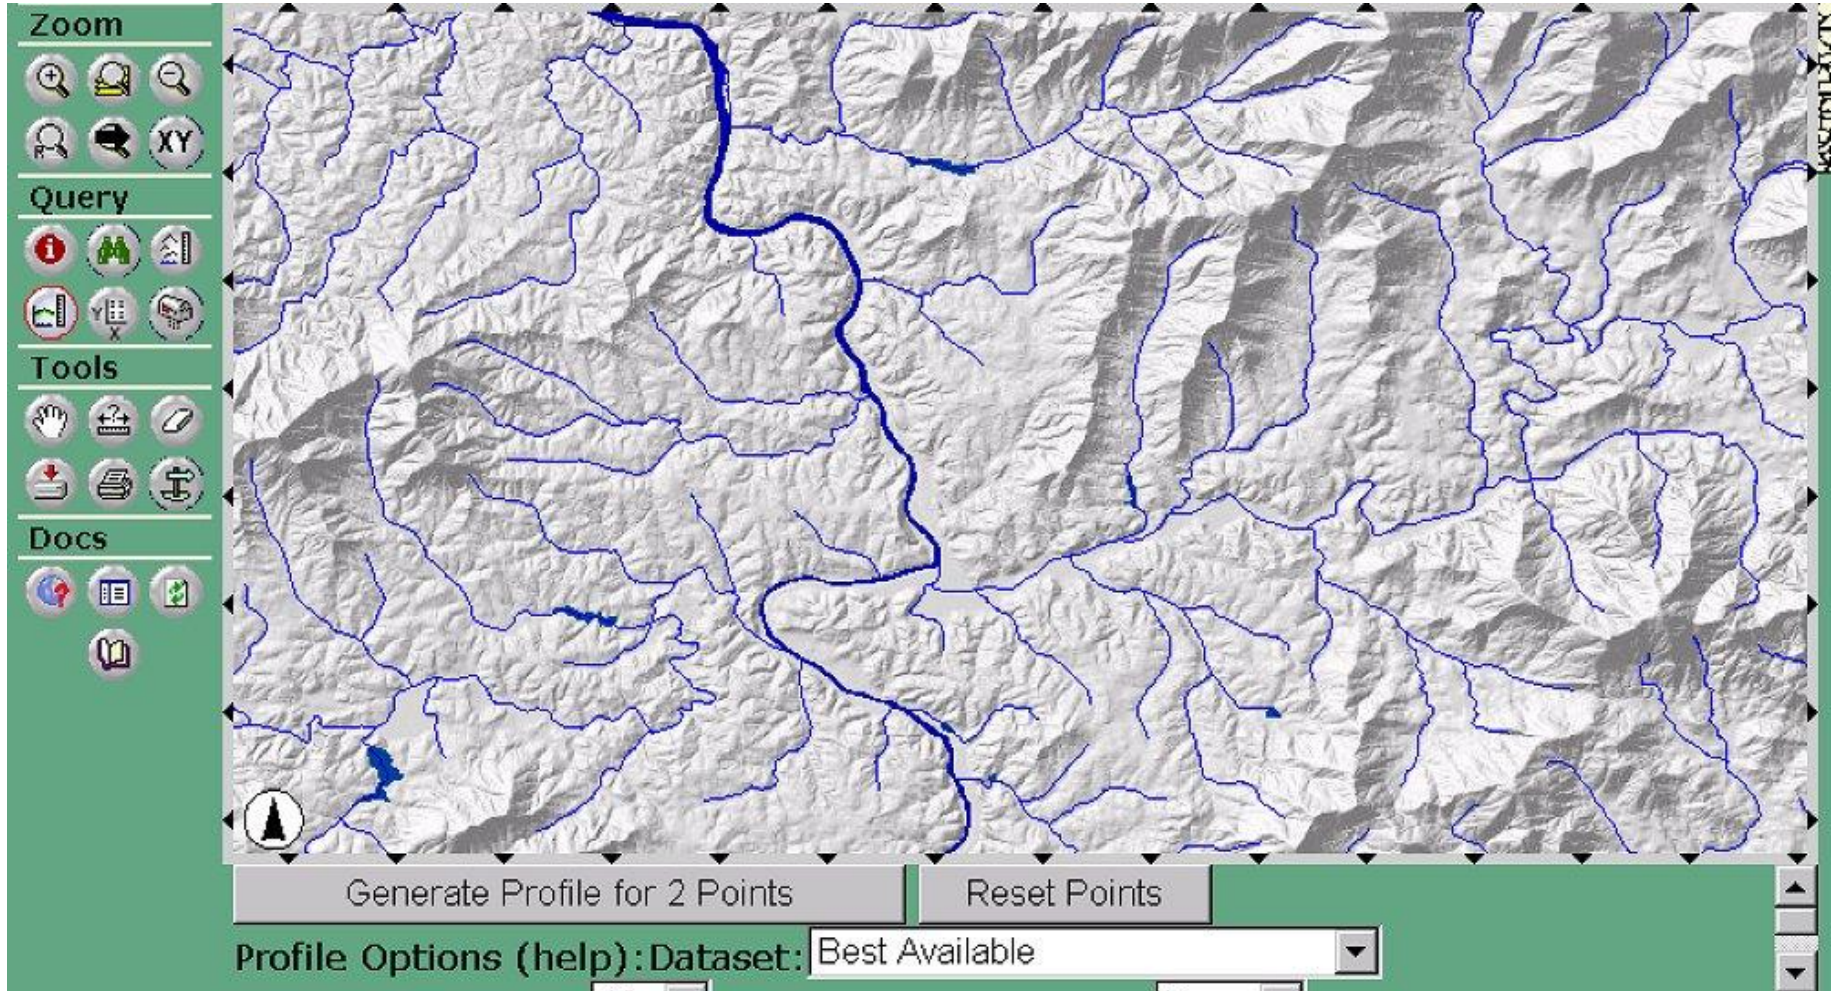 Zoom
R
XY
Query
i
Y
X
Tools
?
Docs
?
Generate Profile for 2 Points
Reset Points
Profile Options (help):Dataset:
Best Available